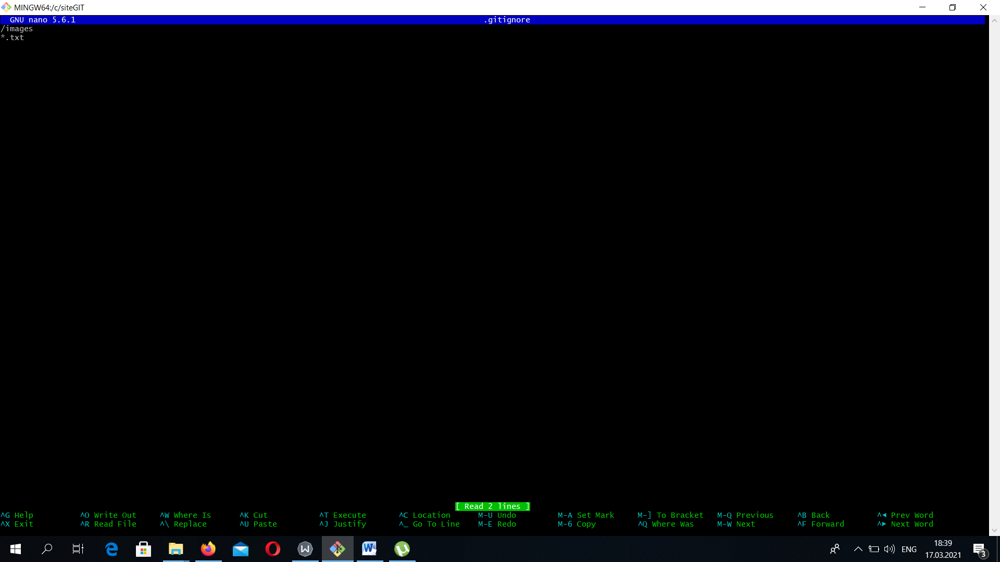 MINGW64:/c/siteGIT
GNU nano 5.6.1 .gitignore
/images
*.txt
[ Read 2 lines ]
^G Help ^O Write Out ^W Where Is ^K Cut ^T Execute ^C Location M-U Undo M-A Set Mark M-] To Bracket M-Q Previous ^B Back ^◂ Prev Word
^X Exit ^R Read File ^\ Replace ^U Paste ^J Justify ^_ Go To Line M-E Redo M-6 Copy ^Q Where Was M-W Next ^F Forward ^▸ Next Word
ENG
18:39
17.03.2021
3